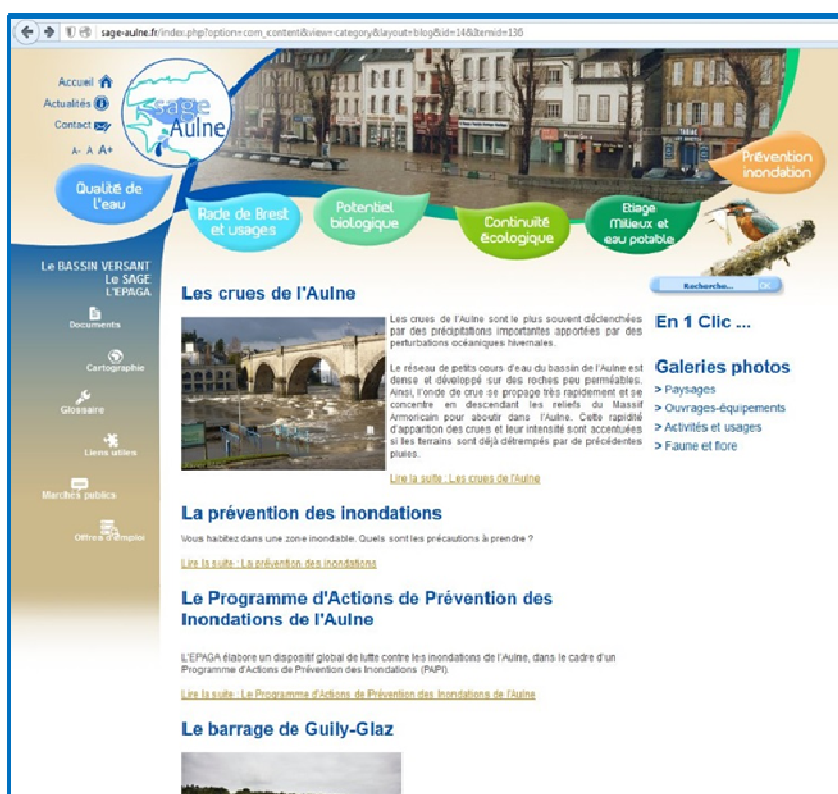 sage-aulne.fr/index.php?option=com_content&view=category&layout=blog&id=14&Itemid=136
Accueil
Actualités
Contact
A- A A+
sage
Aulne
TABAC
Qualité de
l'eau
Rade de Brest
et usages
Potentiel
biologique
Continuité
écologique
Etiage
Milieux et
eau potable
Prévention
inondation
Le BASSIN VERSANT
Le SAGE
L'EPAGA
Documents
Cartographie
Glossaire
Liens utiles
Marchés publics
Offres d'emploi
Recherche...
OK
Les crues de l'Aulne
Les crues de l'Aulne sont le plus souvent déclenchées
par des précipitations importantes apportées par des
perturbations océaniques hivernales.
Le réseau de petits cours d'eau du bassin de l'Aulne est
dense et développé sur des roches peu perméables.
Ainsi, l'onde de crue se propage très rapidement et se
concentre en descendant les reliefs du Massif
Armoricain pour aboutir dans l'Aulne. Cette rapidité
d'apparition des crues et leur intensité sont accentuées
si les terrains sont déjà détrempés par de précédentes
pluies.
Lire la suite : Les crues de l'Aulne
La prévention des inondations
Vous habitez dans une zone inondable. Quels sont les précautions à prendre ?
Lire la suite : La prévention des inondations
Le Programme d'Actions de Prévention des
Inondations de l'Aulne
L'EPAGA élabore un dispositif global de lutte contre les inondations de l'Aulne, dans le cadre d'un
Programme d'Actions de Prévention des Inondations (PAPI).
Lire la suite : Le Programme d'Actions de Prévention des Inondations de l'Aulne
Le barrage de Guily-Glaz
En 1 Clic ...
Galeries photos
> Paysages
> Ouvrages-équipements
> Activités et usages
> Faune et flore